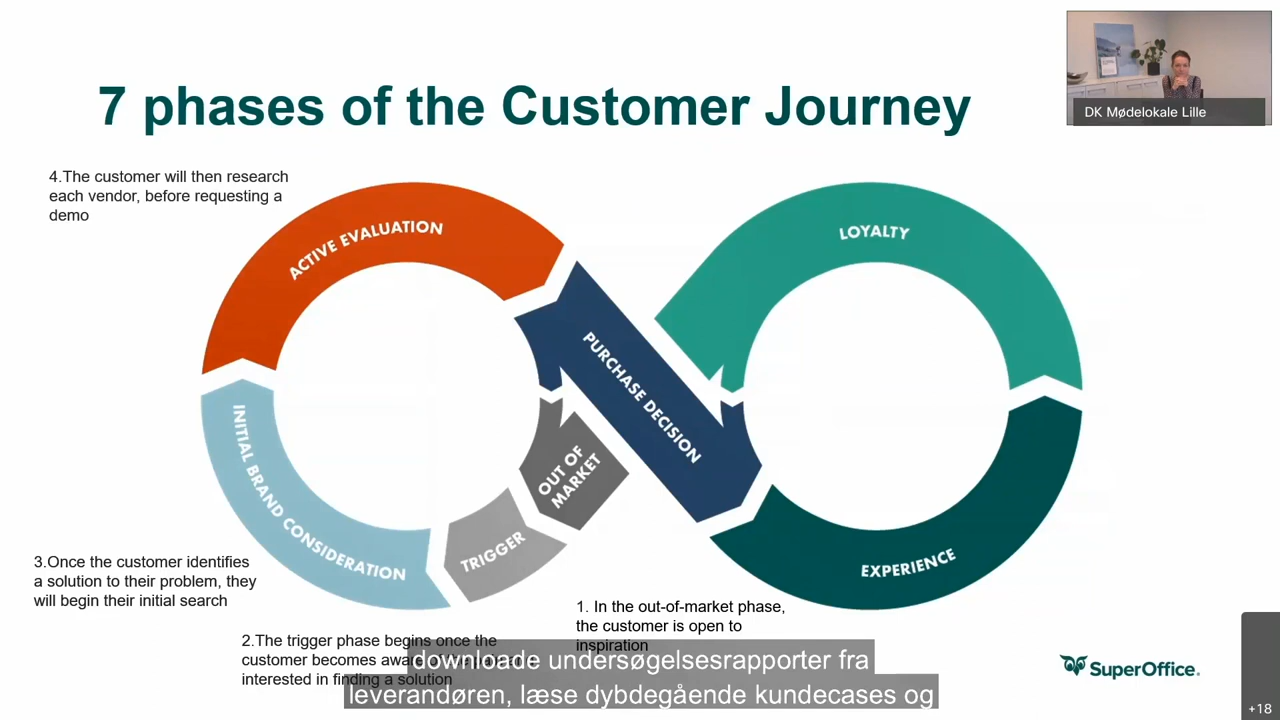 7 phases of the Customer Journey
DK Mødelokale Lille
4.The customer will then research
each vendor, before requesting a
demo
ACTIVE EVALUATION
LOYALTY
PURCHASE DECISION
INITIAL BRAND CONSIDERATION
OUT OF
MARKET
TRIGGER
EXPERIENCE
3.Once the customer identifies
a solution to their problem, they
will begin their initial search
1. In the out-of-market phase,
the customer is open to
inspiration
2.The trigger phase begins once the
customer becomes
interested in finding a solution
downloade undersøgelsesrapporter fra
leverandøren, læse dybdegående kundecases og
SuperOffice.
+18